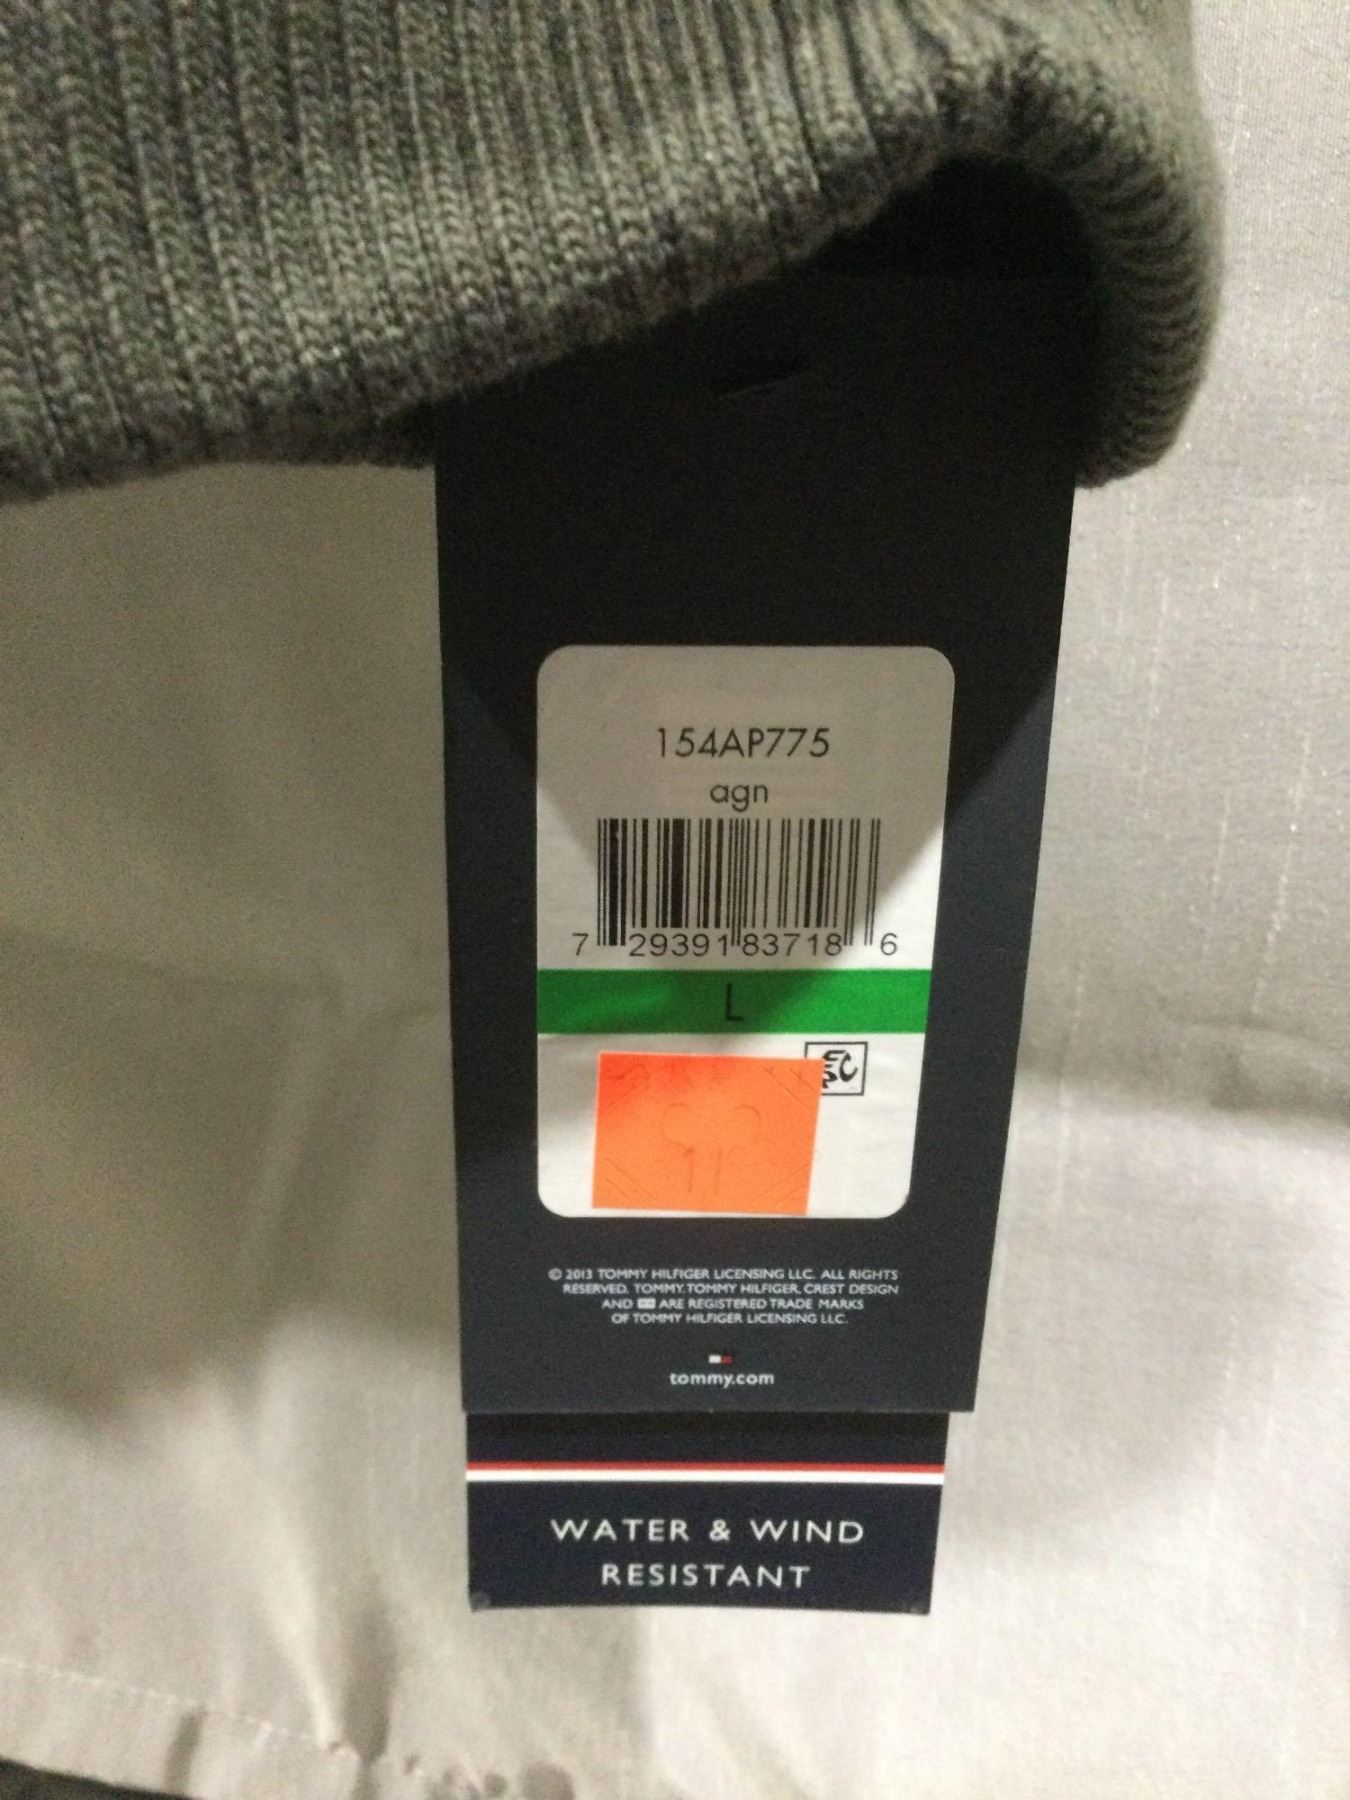 154AP775
agn
7 29391 83718 6
L
11
© 2013 TOMMY HILFIGER LICENSING LLC. ALL RIGHTS
RESERVED. TOMMY, TOMMY HILFIGER, CREST DESIGN
AND ARE REGISTERED TRADE MARKS
OF TOMMY HILFIGER LICENSING LLC.
tommy.com
WATER & WIND
RESISTANT